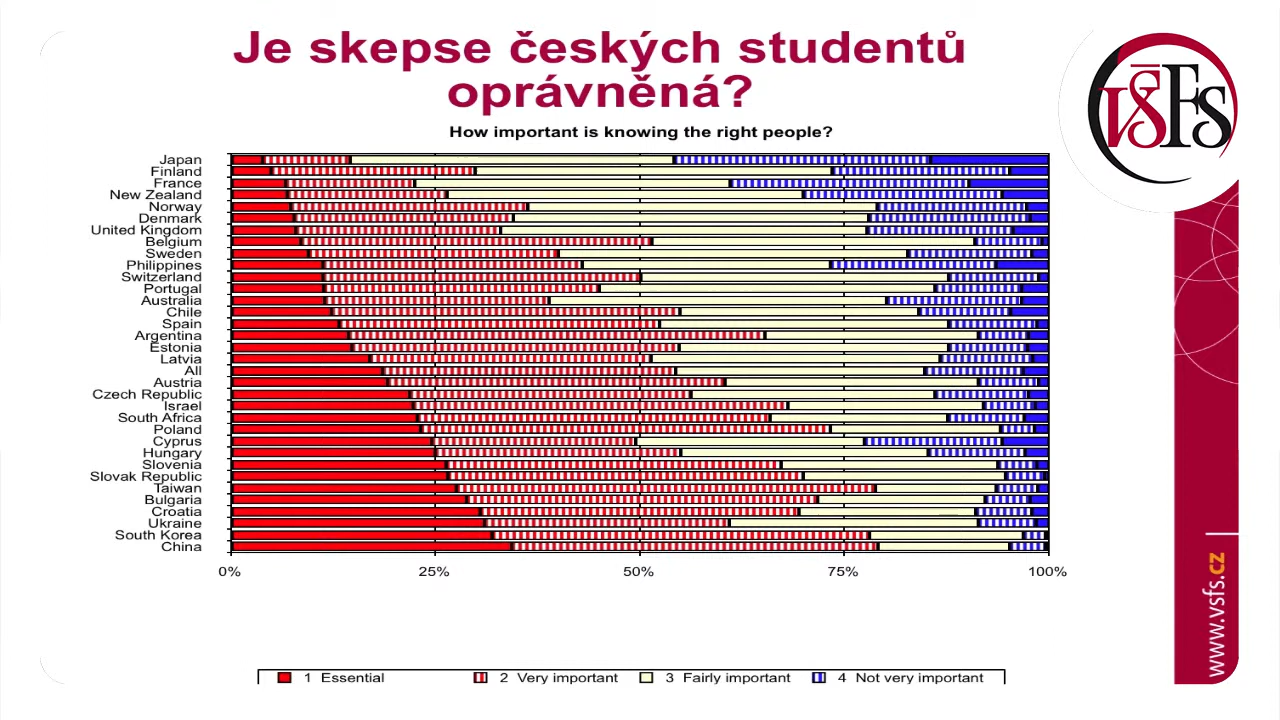 Je skepse českých studentů
oprávněná?
VŠFS
How important is knowing the right people?
Japan
Finland
France
New Zealand
Norway
Denmark
United Kingdom
Belgium
Sweden
Philippines
Switzerland
Portugal
Australia
Chile
Spain
Argentina
Estonia
Latvia
All
Austria
Czech Republic
Israel
South Africa
Poland
Cyprus
Hungary
Slovenia
Slovak Republic
Taiwan
Bulgaria
Croatia
Ukraine
South Korea
China
0% 25% 50% 75% 100%
1 Essential 2 Very important 3 Fairly important 4 Not very important
www.vsfs.cz